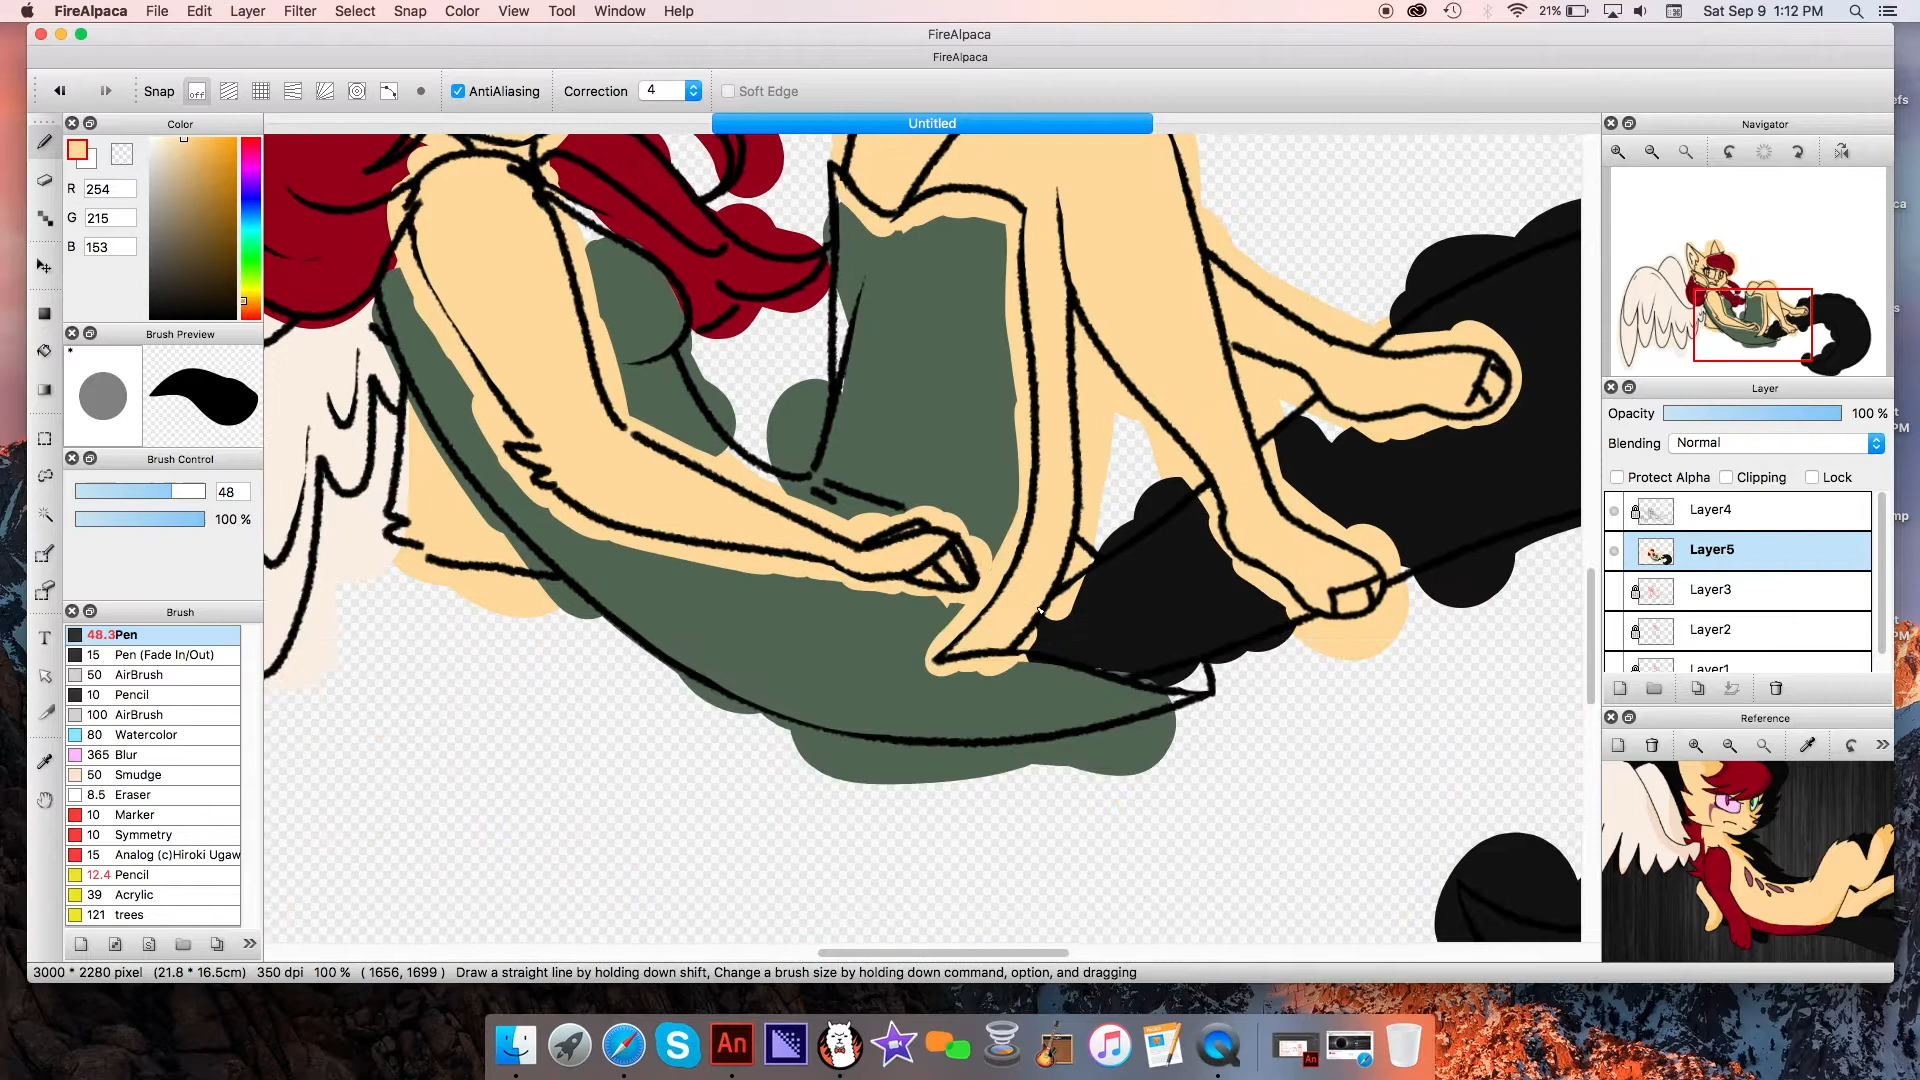 FireAlpaca File Edit Layer Filter Select Snap Color View Tool Window Help 21% Sat Sep 9 1:12 PM
FireAlpaca
FireAlpaca
Snap off AntiAliasing Correction 4 Soft Edge
Untitled
Color
R 254
G 215
B 153
Brush Preview
*
Brush Control
48
100 %
Brush
48.3 Pen
15 Pen (Fade In/Out)
50 AirBrush
10 Pencil
100 AirBrush
80 Watercolor
365 Blur
50 Smudge
8.5 Eraser
10 Marker
10 Symmetry
15 Analog (c)Hiroki Ugaw
12.4 Pencil
39 Acrylic
121 trees
Navigator
Layer
Opacity 100 %
Blending Normal
Protect Alpha Clipping Lock
Layer4
Layer5
Layer3
Layer2
Layer1
Reference
3000 * 2280 pixel (21.8 * 16.5cm) 350 dpi 100 % ( 1656, 1699 ) Draw a straight line by holding down shift, Change a brush size by holding down command, option, and dragging
An
An